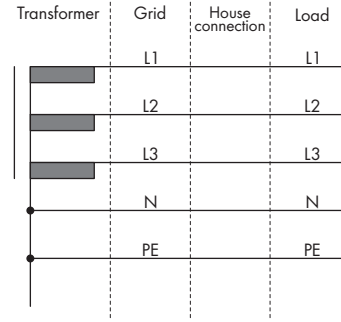 Transformer Grid House connection Load
L1 L1
L2 L2
L3 L3
N N
PE PE